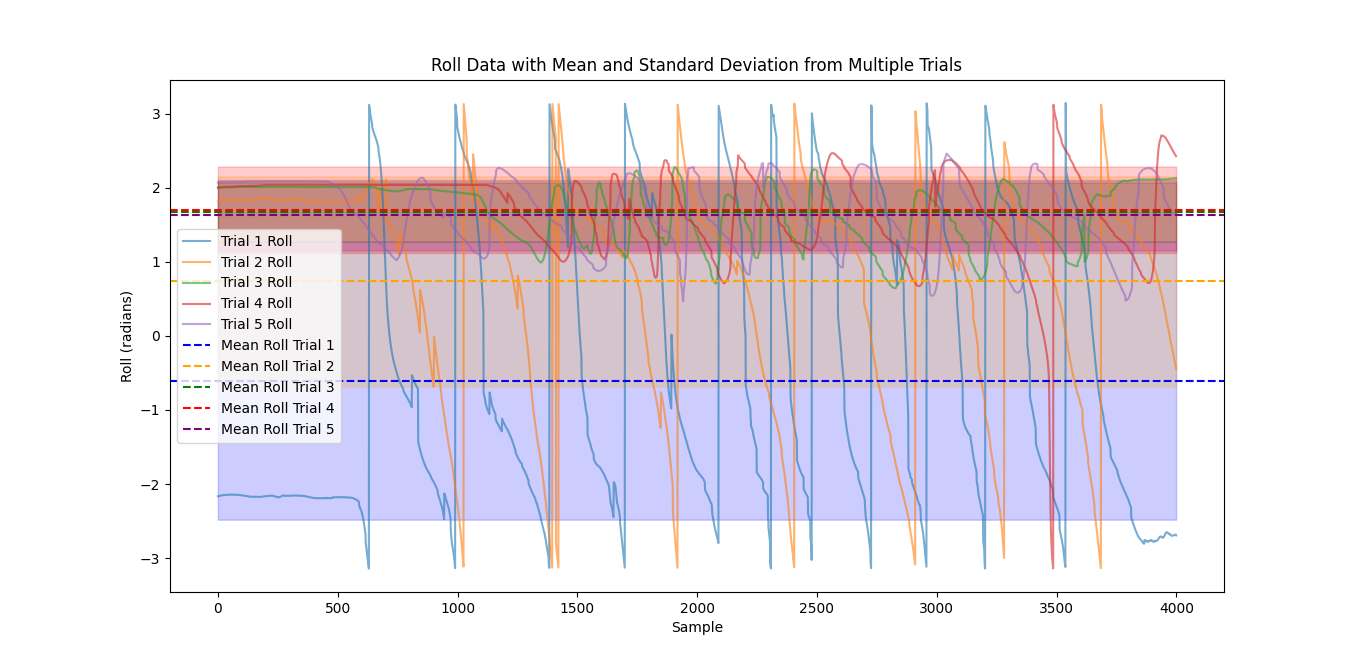 Roll Data with Mean and Standard Deviation from Multiple Trials
3
2
1
0
−1
−2
−3
Roll (radians)
Trial 1 Roll
Trial 2 Roll
Trial 3 Roll
Trial 4 Roll
Trial 5 Roll
Mean Roll Trial 1
Mean Roll Trial 2
Mean Roll Trial 3
Mean Roll Trial 4
Mean Roll Trial 5
0 500 1000 1500 2000 2500 3000 3500 4000
Sample